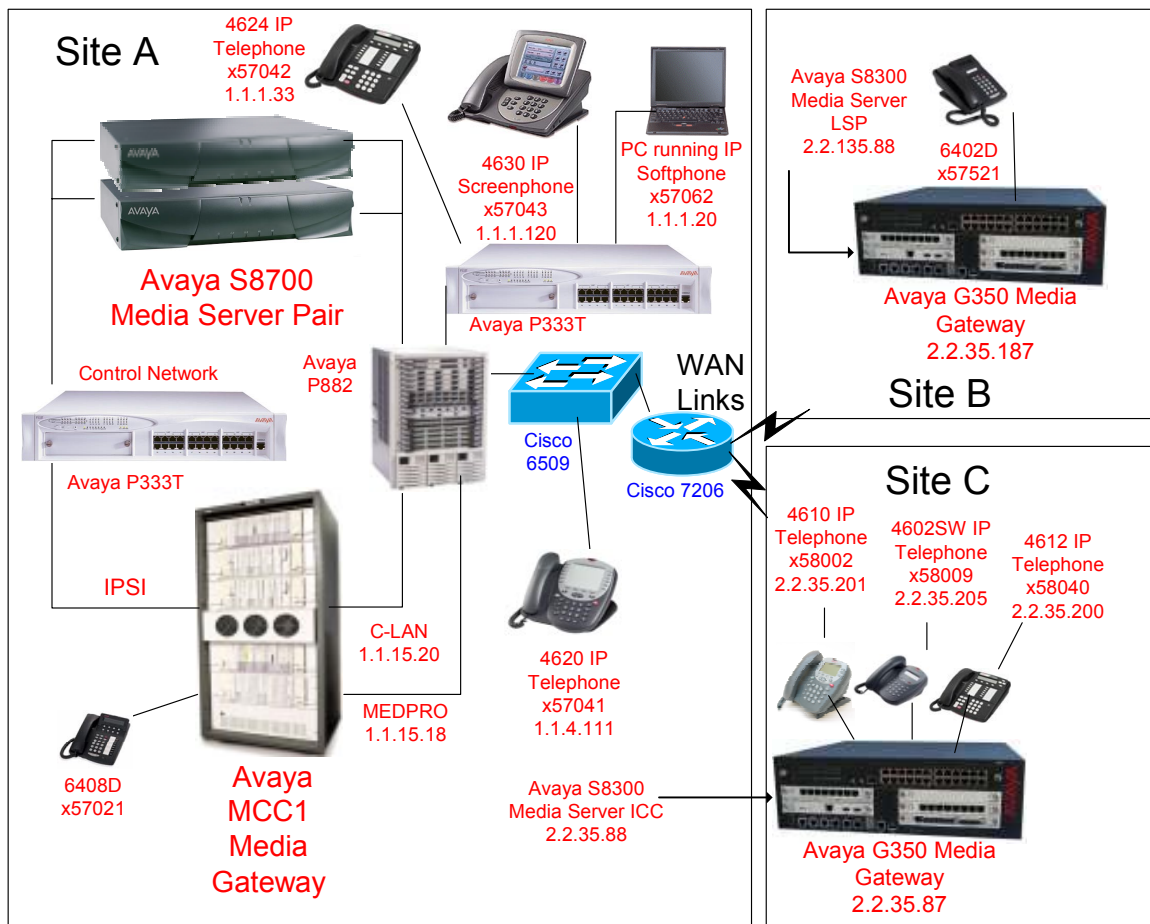 Site A
4624 IP
Telephone
x57042
1.1.1.33
4630 IP
Screenphone
x57043
1.1.1.120
PC running IP
Softphone
x57062
1.1.1.20
AVAYA
AVAYA
Avaya S8700
Media Server Pair
AVAYA
Avaya P333T
Control Network
AVAYA
Avaya P333T
Avaya
P882
Cisco
6509
WAN
Links
Cisco 7206
IPSI
C-LAN
1.1.15.20
MEDPRO
1.1.15.18
6408D
x57021
Avaya
MCC1
Media
Gateway
4620 IP
Telephone
x57041
1.1.4.111
Avaya S8300
Media Server ICC
2.2.35.88
Avaya S8300
Media Server
LSP
2.2.135.88
6402D
x57521
AVAYA
Avaya G350 Media
Gateway
2.2.35.187
Site B
Site C
4610 IP
Telephone
x58002
2.2.35.201
4602SW IP
Telephone
x58009
2.2.35.205
4612 IP
Telephone
x58040
2.2.35.200
AVAYA
Avaya G350 Media
Gateway
2.2.35.87